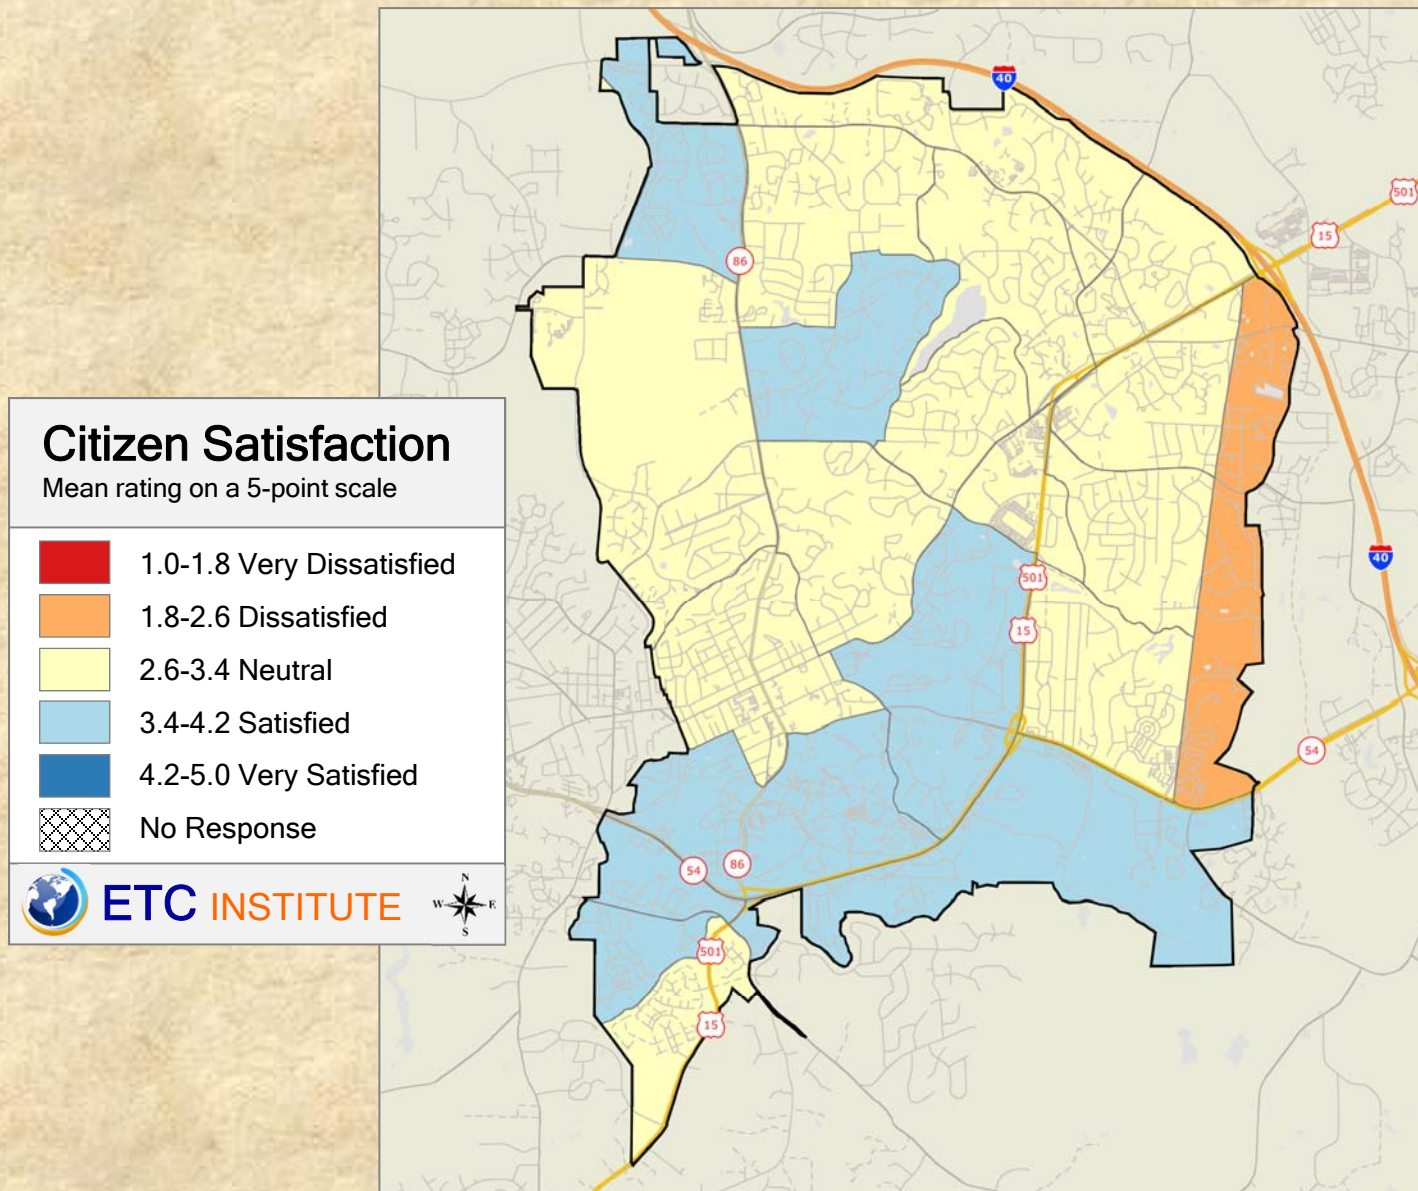 Citizen Satisfaction
Mean rating on a 5-point scale
1.0-1.8 Very Dissatisfied
1.8-2.6 Dissatisfied
2.6-3.4 Neutral
3.4-4.2 Satisfied
4.2-5.0 Very Satisfied
No Response
ETC INSTITUTE
N
W E
S
40
501
15
86
40
501
15
54
54
86
501
15